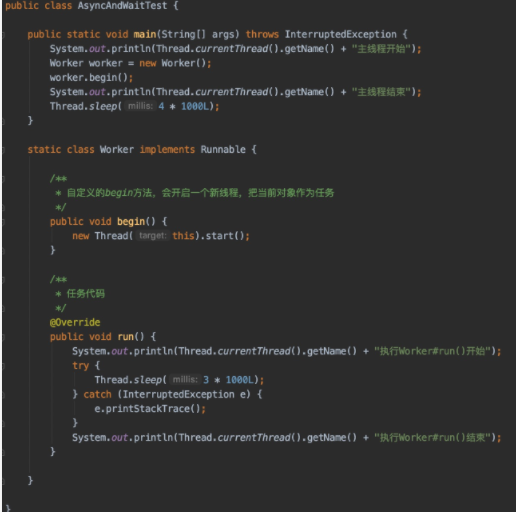 public class AsyncAndWaitTest {
public static void main(String[] args) throws InterruptedException {
System.out.println(Thread.currentThread().getName() + "主线程开始");
Worker worker = new Worker();
worker.begin();
System.out.println(Thread.currentThread().getName() + "主线程结束");
Thread.sleep( millis: 4 * 1000L);
}
static class Worker implements Runnable {
/**
* 自定义的begin方法，会开启一个新线程，把当前对象作为任务
*/
public void begin() {
new Thread( target: this).start();
}
/**
* 任务代码
*/
@Override
public void run() {
System.out.println(Thread.currentThread().getName() + "执行Worker#run()开始");
try {
Thread.sleep( millis: 3 * 1000L);
} catch (InterruptedException e) {
e.printStackTrace();
}
System.out.println(Thread.currentThread().getName() + "执行Worker#run()结束");
}
}
}